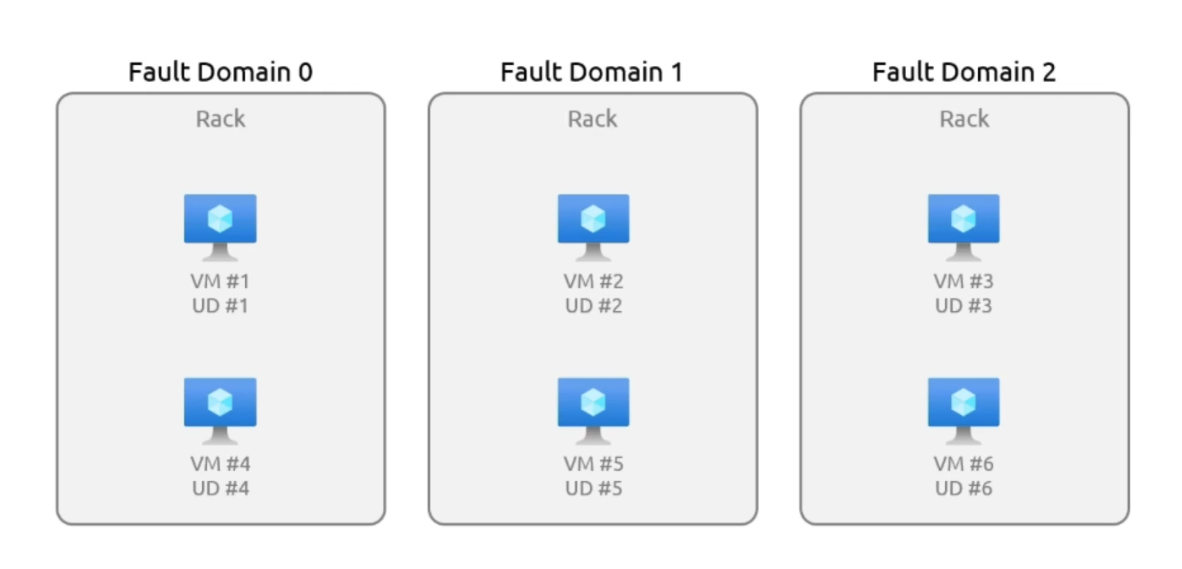 Fault Domain 0
Fault Domain 1
Fault Domain 2
Rack
Rack
Rack
VM #1
UD #1
VM #2
UD #2
VM #3
UD #3
VM #4
UD #4
VM #5
UD #5
VM #6
UD #6